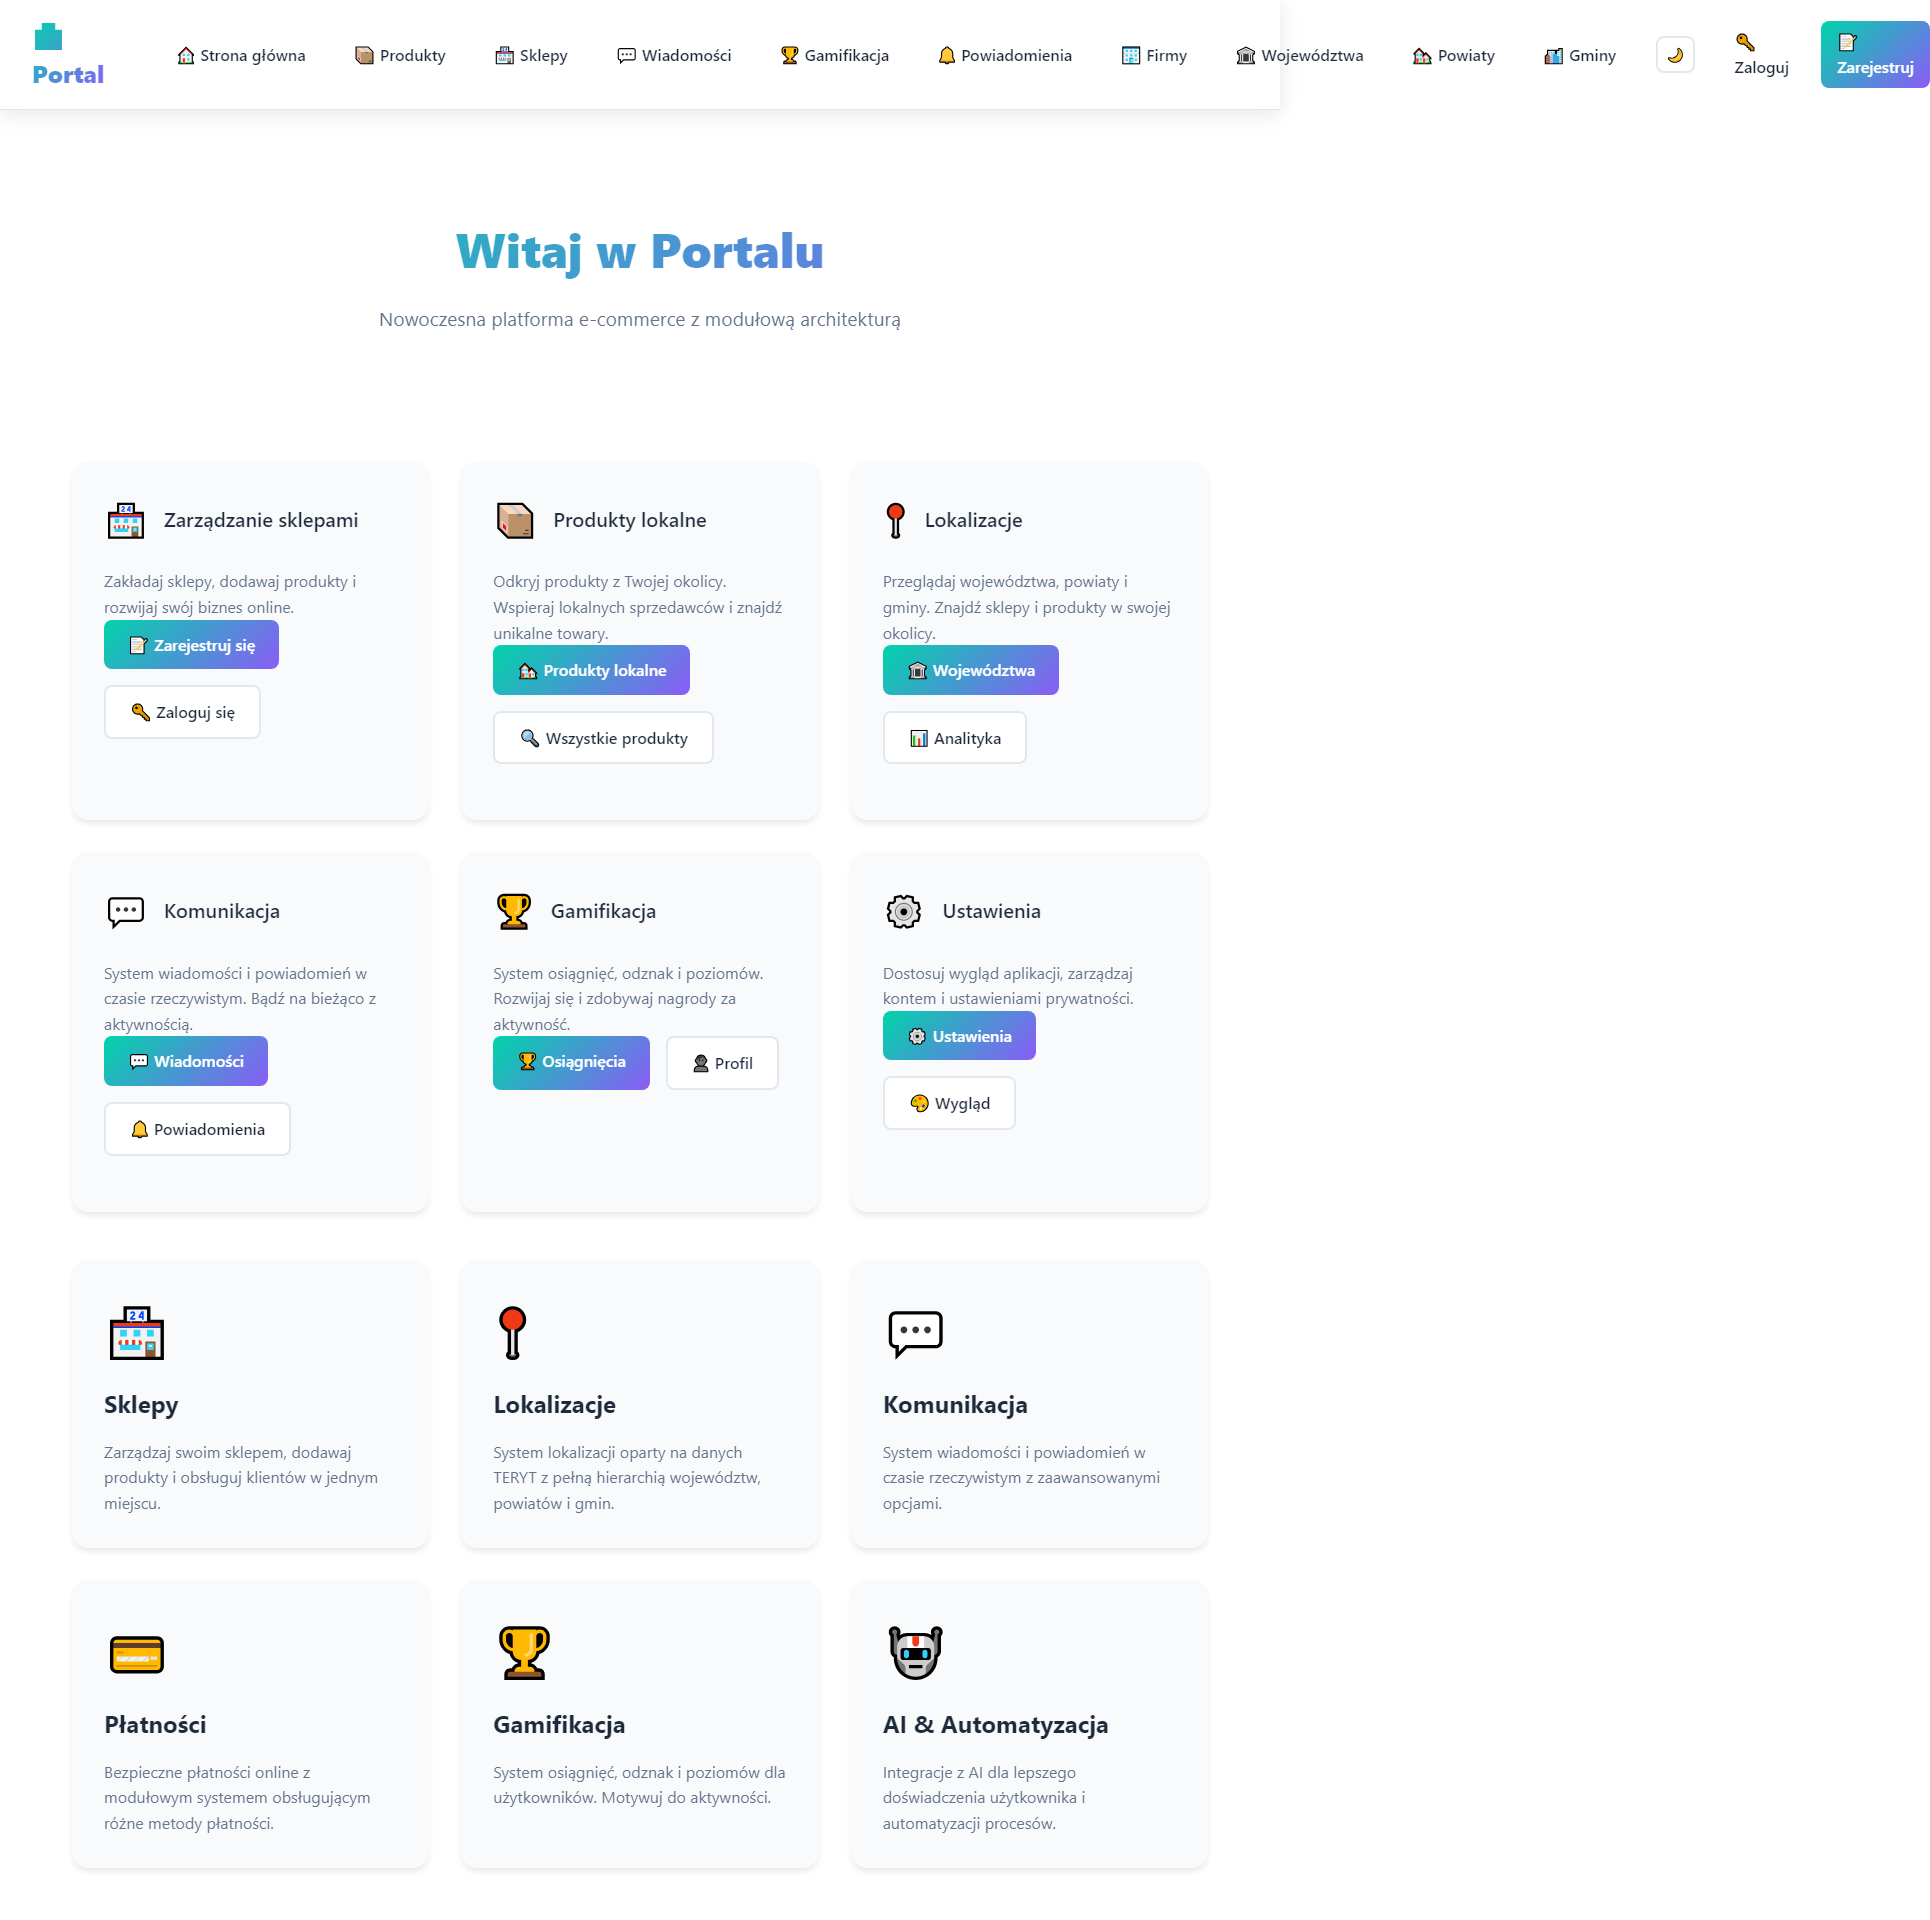 Portal
Strona główna
Produkty
Sklepy
Wiadomości
Gamifikacja
Powiadomienia
Firmy
Województwa
Powiaty
Gminy
Zaloguj
Zarejestruj
Witaj w Portalu
Nowoczesna platforma e-commerce z modułową architekturą
Zarządzanie sklepami
Zakładaj sklepy, dodawaj produkty i
rozwijaj swój biznes online.
Zarejestruj się
Zaloguj się
Produkty lokalne
Odkryj produkty z Twojej okolicy.
Wspieraj lokalnych sprzedawców i znajdź
unikalne towary.
Produkty lokalne
Wszystkie produkty
Lokalizacje
Przeglądaj województwa, powiaty i
gminy. Znajdź sklepy i produkty w swojej
okolicy.
Województwa
Analityka
Komunikacja
System wiadomości i powiadomień w
czasie rzeczywistym. Bądź na bieżąco z
aktywnością.
Wiadomości
Powiadomienia
Gamifikacja
System osiągnięć, odznak i poziomów.
Rozwijaj się i zdobywaj nagrody za
aktywność.
Osiągnięcia
Profil
Ustawienia
Dostosuj wygląd aplikacji, zarządzaj
kontem i ustawieniami prywatności.
Ustawienia
Wygląd
24
Sklepy
Zarządzaj swoim sklepem, dodawaj
produkty i obsługuj klientów w jednym
miejscu.
Lokalizacje
System lokalizacji oparty na danych
TERYT z pełną hierarchią województw,
powiatów i gmin.
Komunikacja
System wiadomości i powiadomień w
czasie rzeczywistym z zaawansowanymi
opcjami.
Płatności
Bezpieczne płatności online z
modułowym systemem obsługującym
różne metody płatności.
Gamifikacja
System osiągnięć, odznak i poziomów dla
użytkowników. Motywuj do aktywności.
AI & Automatyzacja
Integracje z AI dla lepszego
doświadczenia użytkownika i
automatyzacji procesów.